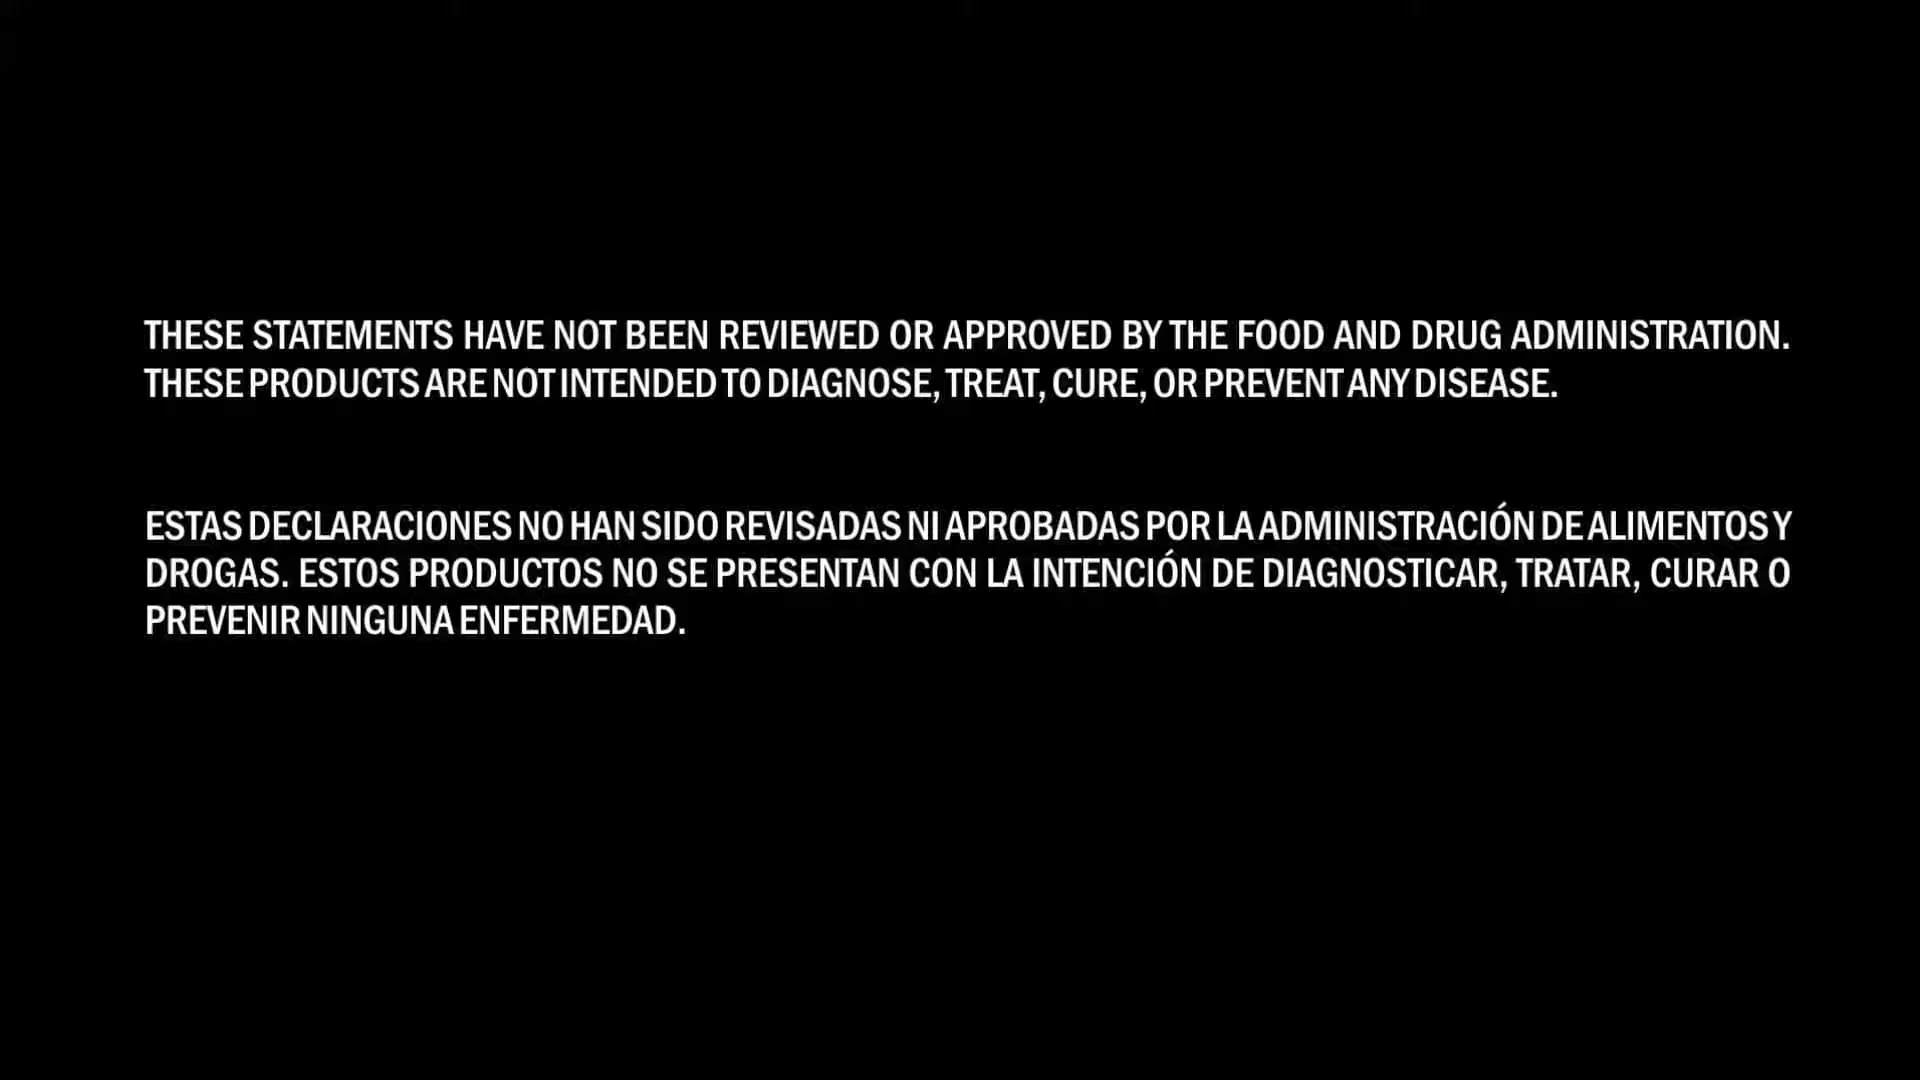 THESE STATEMENTS HAVE NOT BEEN REVIEWED OR APPROVED BY THE FOOD AND DRUG ADMINISTRATION.
THESE PRODUCTS ARE NOT INTENDED TO DIAGNOSE, TREAT, CURE, OR PREVENT ANY DISEASE.
ESTAS DECLARACIONES NO HAN SIDO REVISADAS NI APROBADAS POR LA ADMINISTRACIÓN DE ALIMENTOS Y
DROGAS. ESTOS PRODUCTOS NO SE PRESENTAN CON LA INTENCIÓN DE DIAGNOSTICAR, TRATAR, CURAR O
PREVENIR NINGUNA ENFERMEDAD.